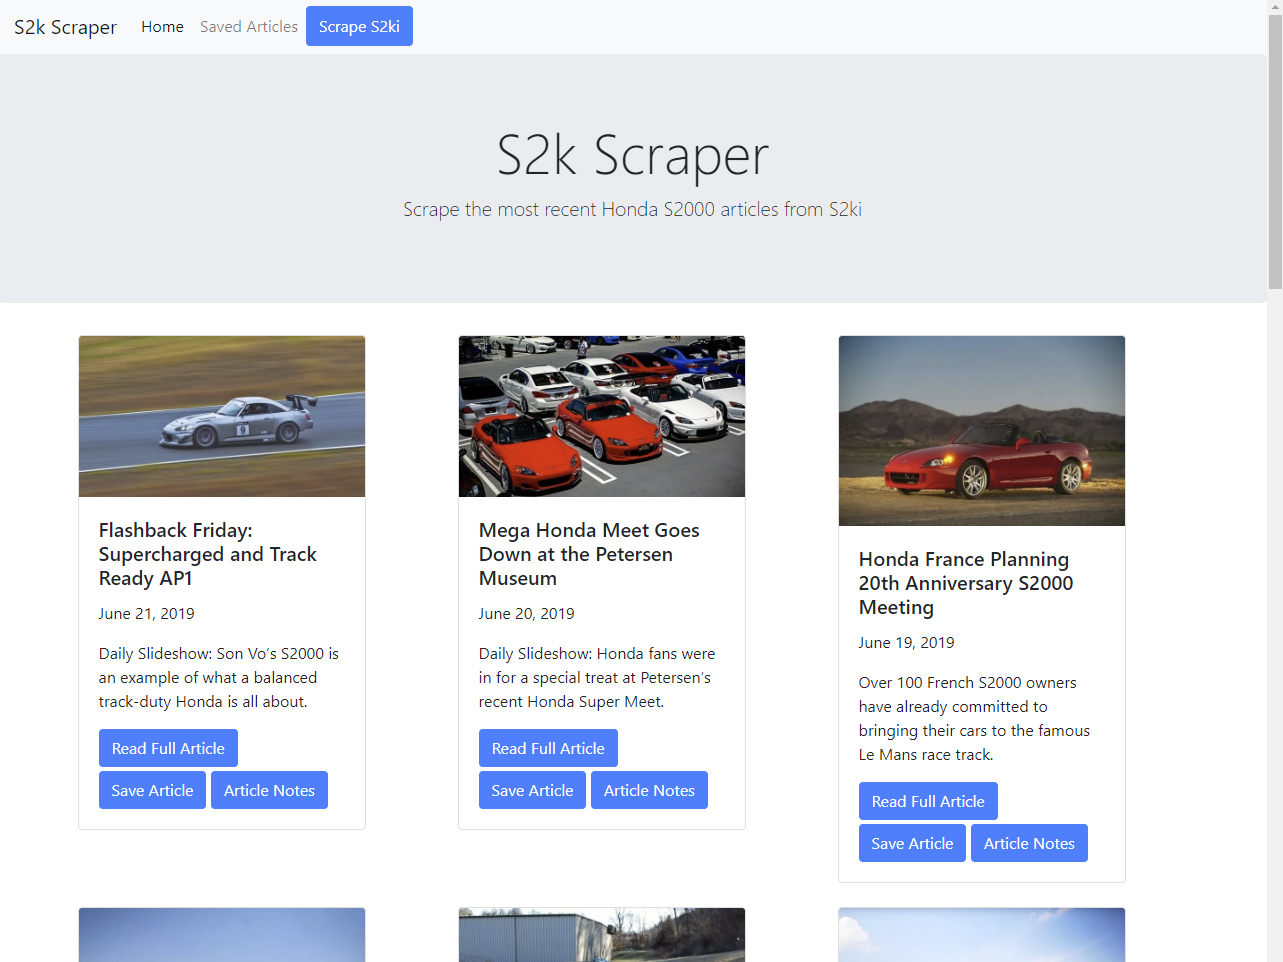 S2k Scraper Home Saved Articles Scrape S2ki
S2k Scraper
Scrape the most recent Honda S2000 articles from S2ki
9
Flashback Friday:
Supercharged and Track
Ready AP1
June 21, 2019
Daily Slideshow: Son Vo's S2000 is
an example of what a balanced
track-duty Honda is all about.
Read Full Article
Save Article Article Notes
Mega Honda Meet Goes
Down at the Petersen
Museum
June 20, 2019
Daily Slideshow: Honda fans were
in for a special treat at Petersen's
recent Honda Super Meet.
Read Full Article
Save Article Article Notes
Honda France Planning
20th Anniversary S2000
Meeting
June 19, 2019
Over 100 French S2000 owners
have already committed to
bringing their cars to the famous
Le Mans race track.
Read Full Article
Save Article Article Notes